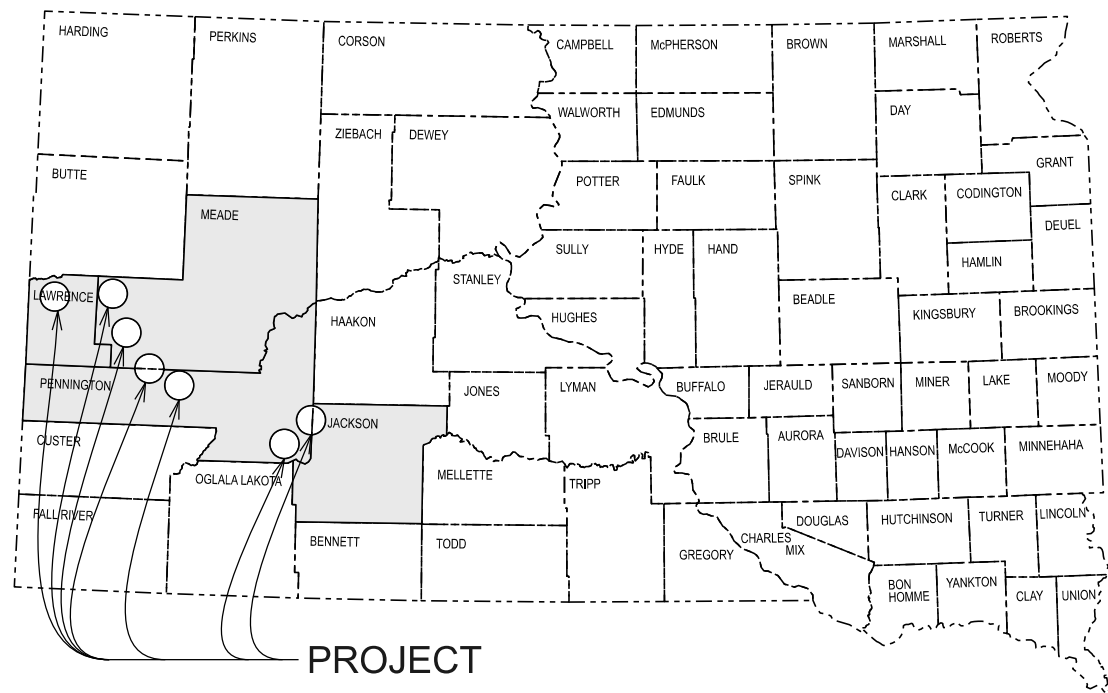 HARDING
PERKINS
CORSON
CAMPBELL
McPHERSON
BROWN
MARSHALL
ROBERTS
WALWORTH
EDMUNDS
DAY
ZIEBACH
DEWEY
GRANT
BUTTE
POTTER
FAULK
SPINK
CLARK
CODINGTON
MEADE
DEUEL
SULLY
HYDE
HAND
HAMLIN
STANLEY
LAWRENCE
BEADLE
KINGSBURY
BROOKINGS
HAAKON
HUGHES
PENNINGTON
JONES
LYMAN
BUFFALO
JERAULD
SANBORN
MINER
LAKE
MOODY
JACKSON
CUSTER
BRULE
AURORA
DAVISON
HANSON
McCOOK
MINNEHAHA
OGLALA LAKOTA
MELLETTE
TRIPP
FALL RIVER
DOUGLAS
HUTCHINSON
TURNER
LINCOLN
BENNETT
TODD
GREGORY
CHARLES
MIX
BON
HOMME
YANKTON
CLAY
UNION
PROJECT